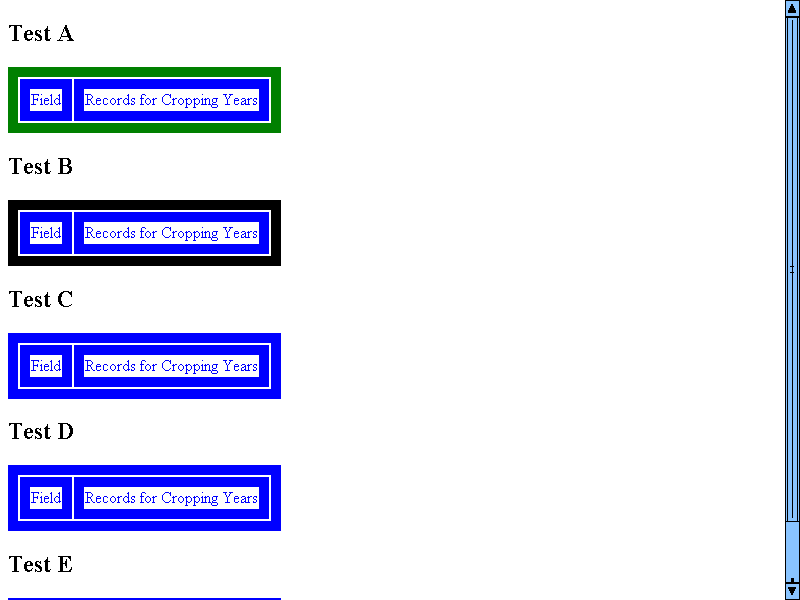 Test A
Field Records for Cropping Years
Test B
Field Records for Cropping Years
Test C
Field Records for Cropping Years
Test D
Field Records for Cropping Years
Test E